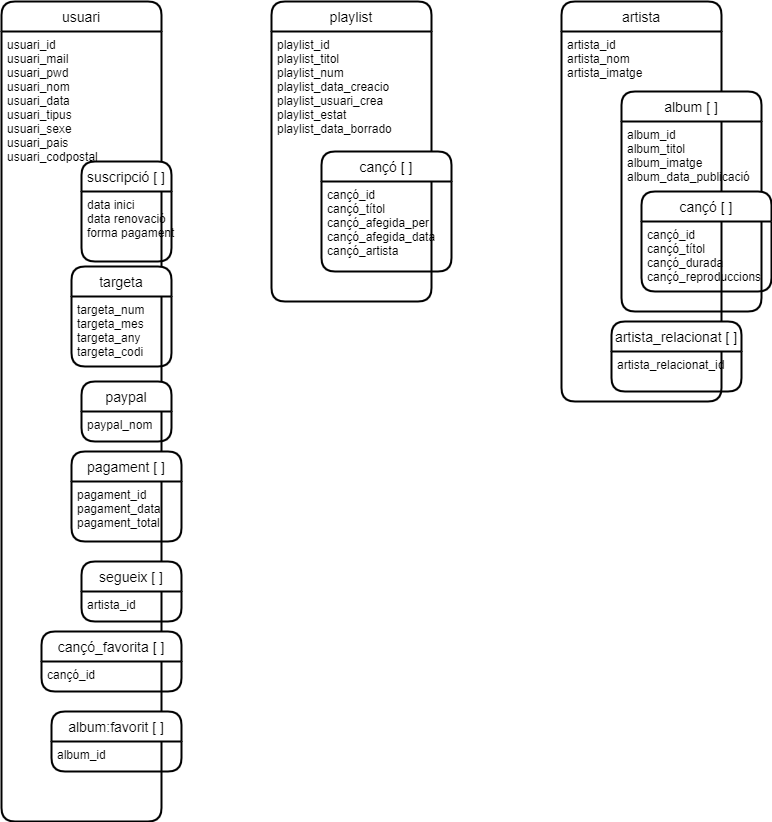 usuari
usuari_id
usuari_mail
usuari_pwd
usuari_nom
usuari_data
usuari_tipus
usuari_sexe
usuari_pais
usuari_codpostal
suscripció [ ]
data inici
data renovació
forma pagament
targeta
targeta_num
targeta_mes
targeta_any
targeta_codi
paypal
paypal_nom
pagament [ ]
pagament_id
pagament_data
pagament_total
segueix [ ]
artista_id
cançó_favorita [ ]
cançó_id
album:favorit [ ]
album_id
playlist
playlist_id
playlist_titol
playlist_num
playlist_data_creacio
playlist_usuari_crea
playlist_estat
playlist_data_borrado
cançó [ ]
cançó_id
cançó_títol
cançó_afegida_per
cançó_afegida_data
cançó_artista
artista
artista_id
artista_nom
artista_imatge
album [ ]
album_id
album_titol
album_imatge
album_data_publicació
cançó [ ]
cançó_id
cançó_títol
cançó_durada
cançó_reproduccions
artista_relacionat [ ]
artista_relacionat_id